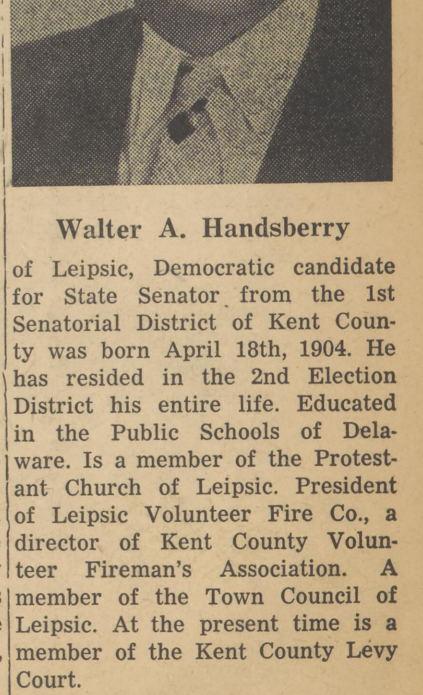 Walter A. Handsberry
of Leipsic, Democratic candidate
for State Senator from the 1st
Senatorial District of Kent Coun-
ty was born April 18th, 1904. He
has resided in the 2nd Election
District his entire life. Educated
in the Public Schools of Dela-
ware. Is a member of the Protest-
ant Church of Leipsic. President
of Leipsic Volunteer Fire Co., a
director of Kent County Volun-
teer Fireman's Association. A
member of the Town Council of
Leipsic. At the present time is a
member of the Kent County Levy
Court.